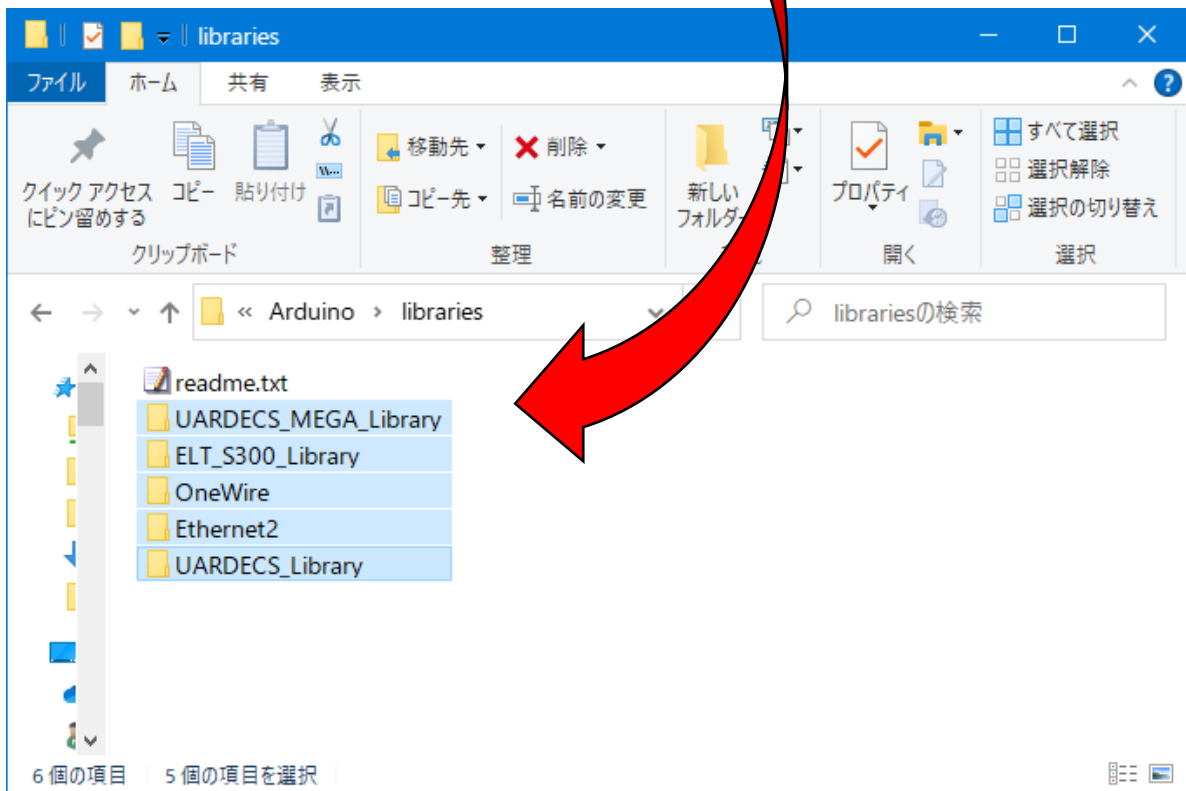 libraries
ファイル ホーム 共有 表示
クイック アクセス
にピン留めする
コピー
貼り付け
移動先
コピー先
削除
名前の変更
新しい
プロパティ
すべて選択
選択解除
選択の切り替え
クリップボード 整理 開く 選択
« Arduino › libraries
librariesの検索
readme.txt
UARDECS_MEGA_Library
ELT_S300_Library
OneWire
Ethernet2
UARDECS_Library
6 個の項目 5 個の項目を選択